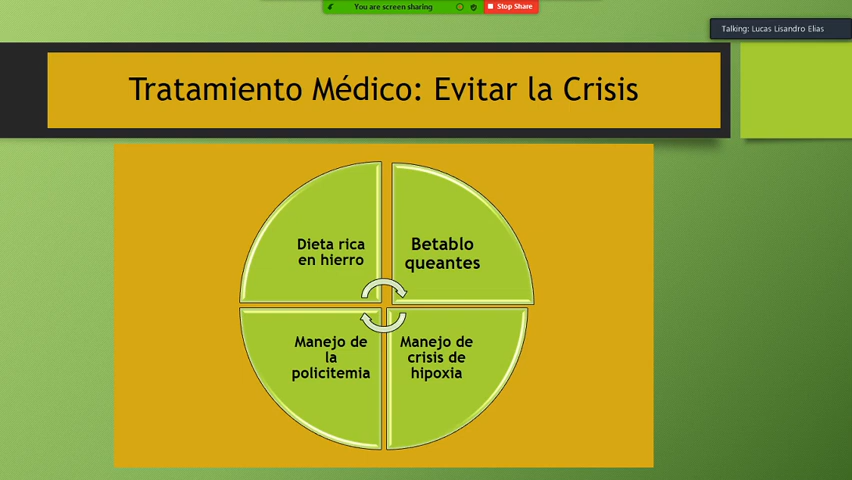 You are screen sharing
Stop Share
Talking: Lucas Lisandro Elias
Tratamiento Médico: Evitar la Crisis
Dieta rica
en hierro
Betablo
queantes
Manejo de
la
policitemia
Manejo de
crisis de
hipoxia